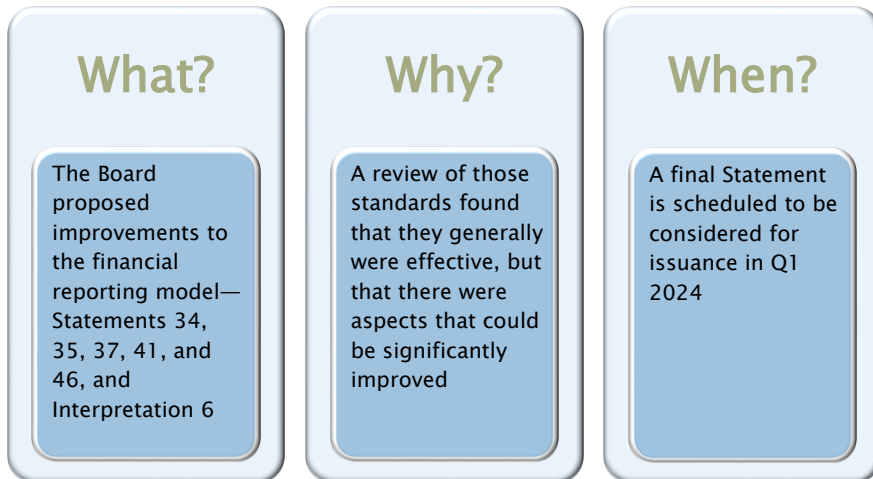 What?
The Board
proposed
improvements to
the financial
reporting model—
Statements 34,
35, 37, 41, and
46, and
Interpretation 6
Why?
A review of those
standards found
that they generally
were effective, but
that there were
aspects that could
be significantly
improved
When?
A final Statement
is scheduled to be
considered for
issuance in Q1
2024